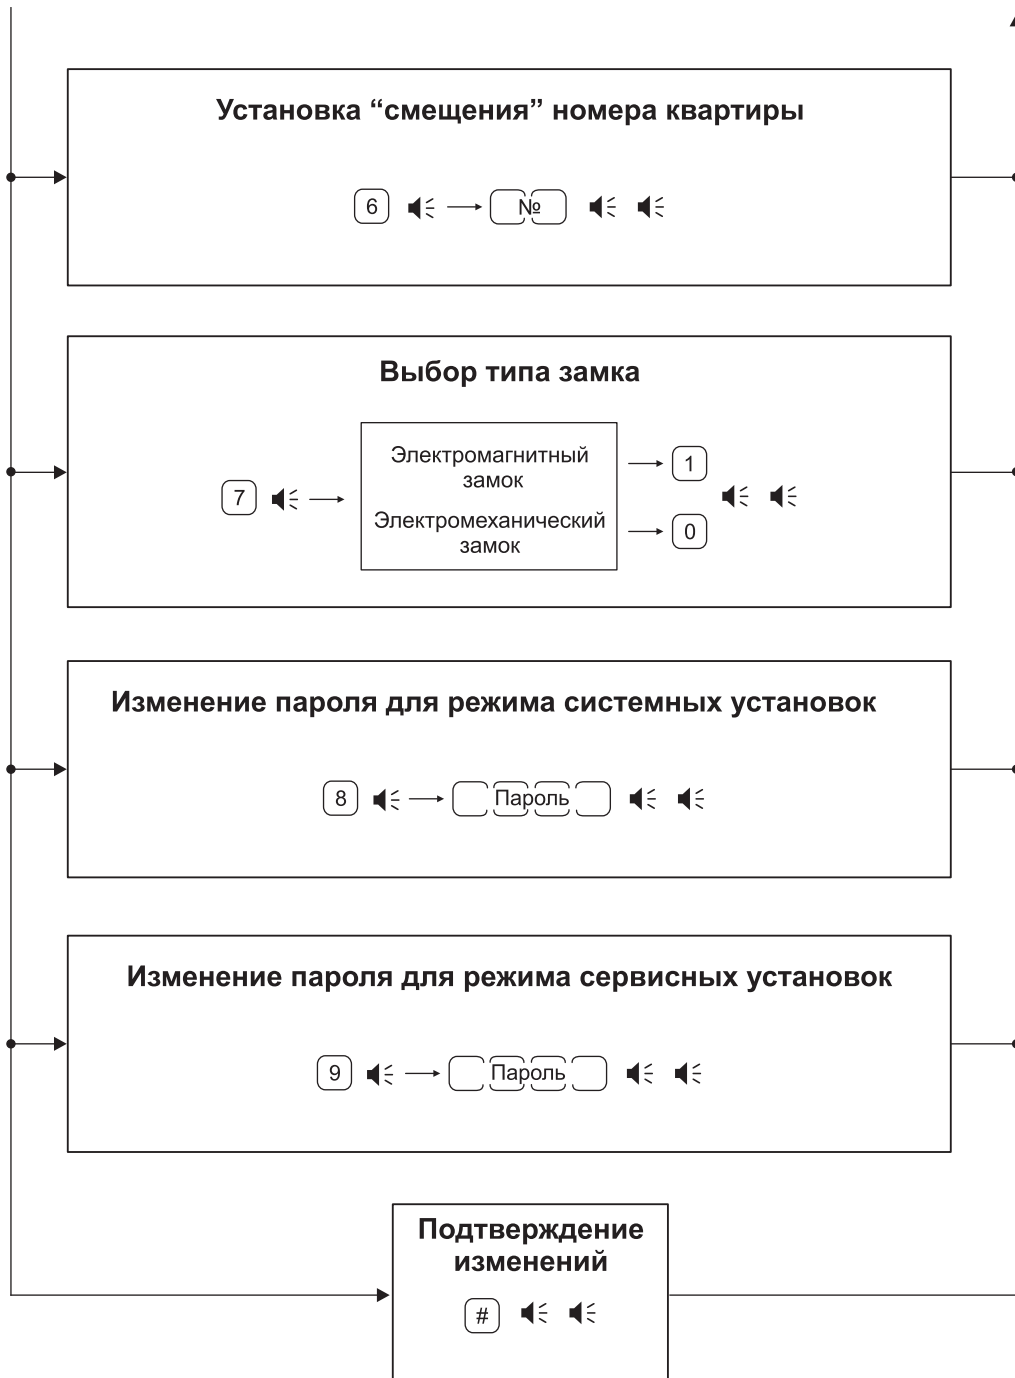 Установка “смещения” номера квартиры
6 №
Выбор типа замка
Электромагнитный
замок
1
7
Электромеханический
замок
0
Изменение пароля для режима системных установок
8 Пароль
Изменение пароля для режима сервисных установок
9 Пароль
Подтверждение
изменений
#